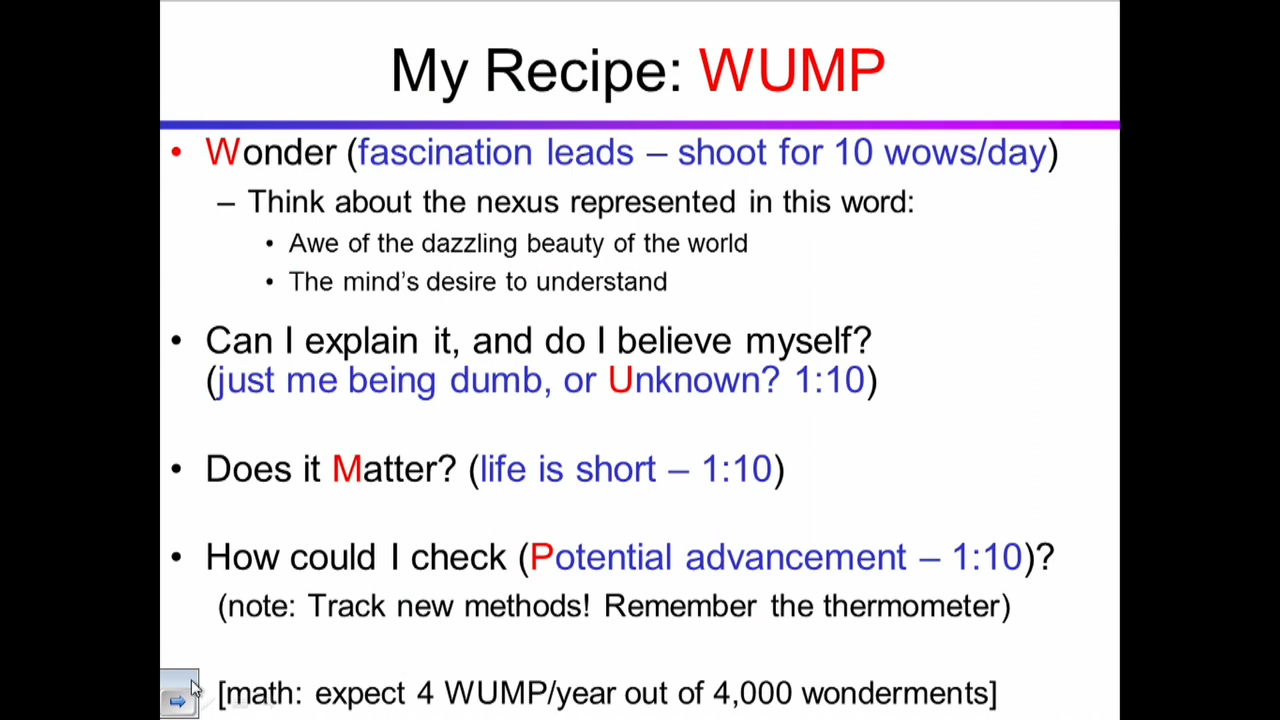 My Recipe: WUMP
• Wonder (fascination leads – shoot for 10 wows/day)
– Think about the nexus represented in this word:
• Awe of the dazzling beauty of the world
• The mind’s desire to understand
• Can I explain it, and do I believe myself?
(just me being dumb, or Unknown? 1:10)
• Does it Matter? (life is short – 1:10)
• How could I check (Potential advancement – 1:10)?
(note: Track new methods! Remember the thermometer)
[math: expect 4 WUMP/year out of 4,000 wonderments]